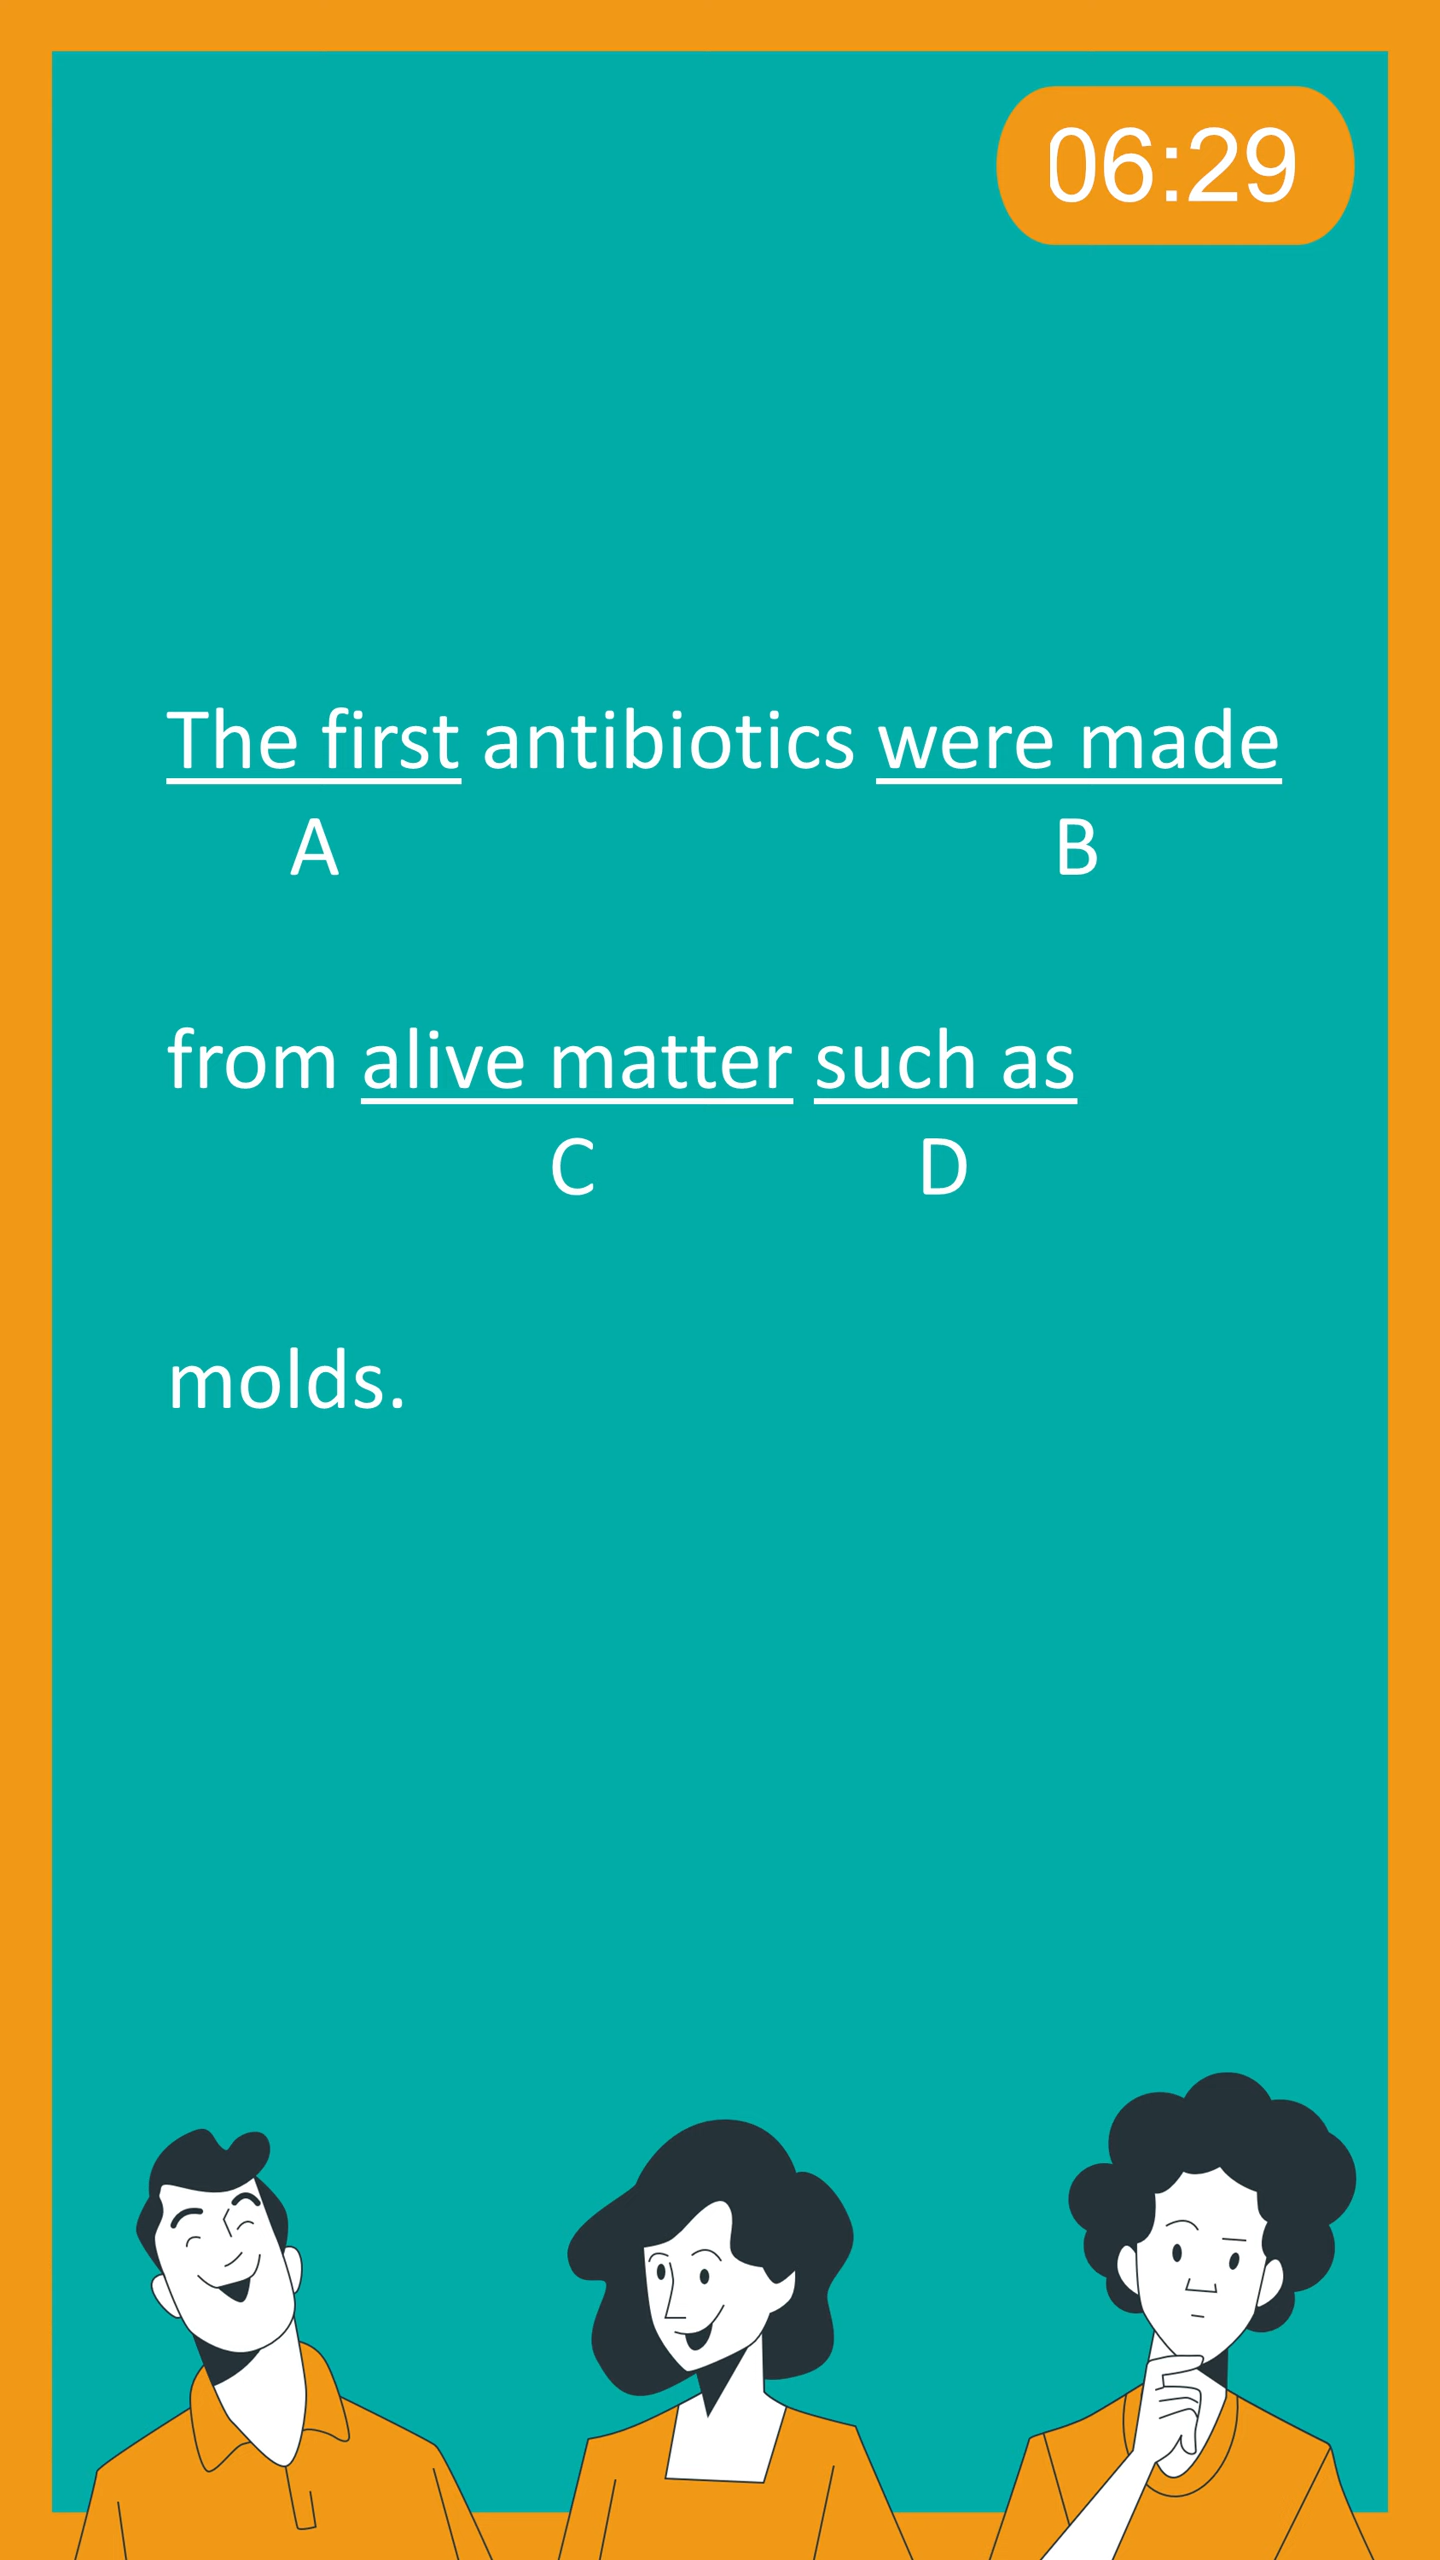 06:29
The first antibiotics were made
A B
from alive matter such as
C D
molds.